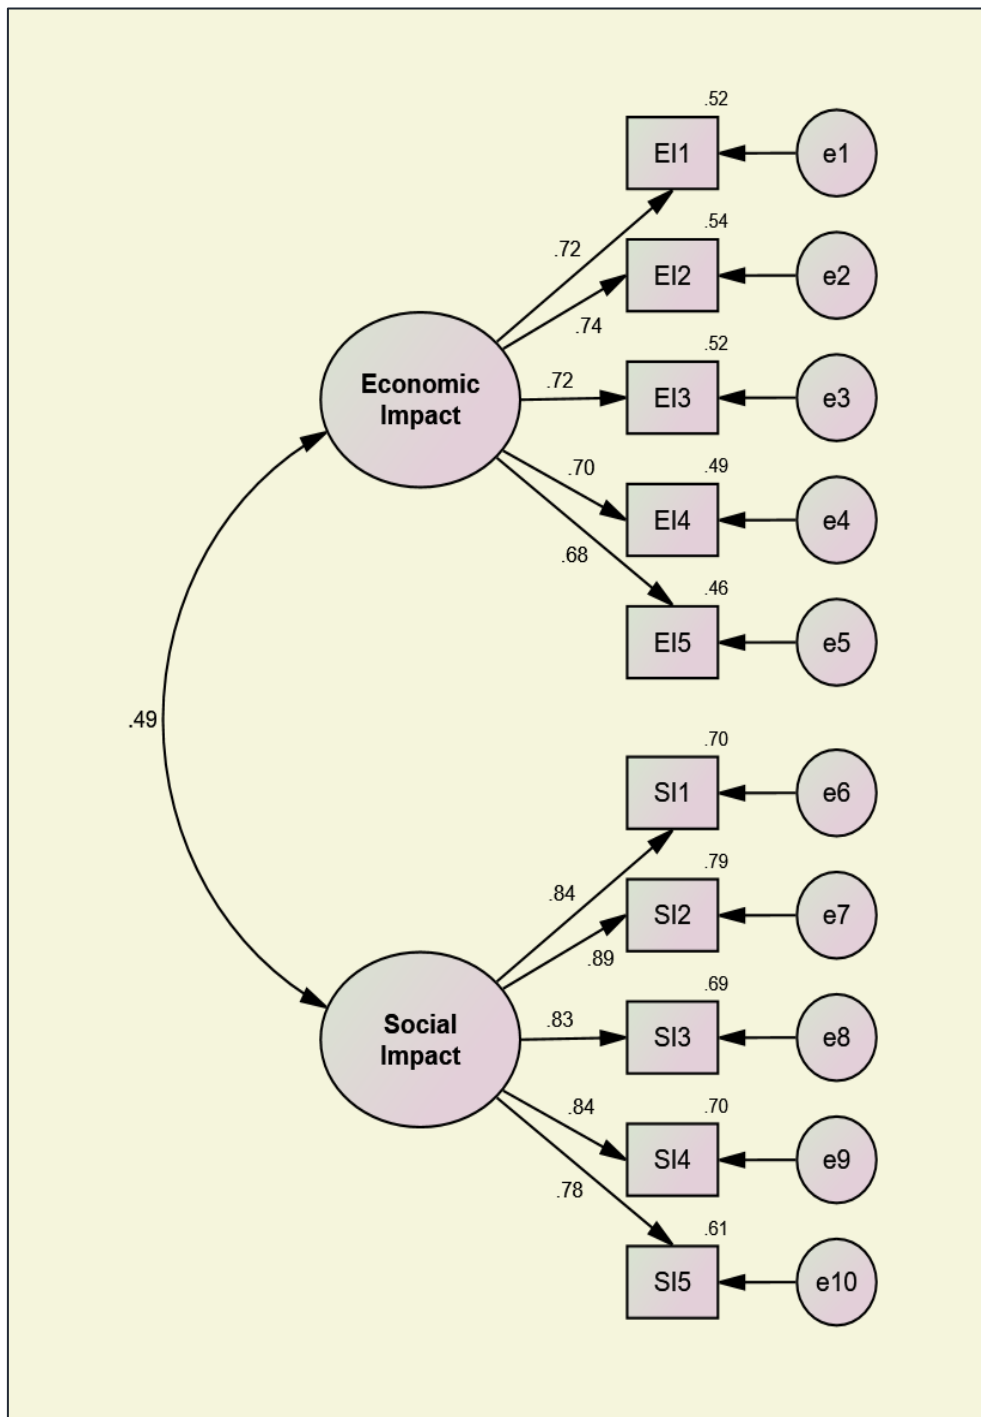 .52
EI1
e1
.72
.54
EI2
e2
.74
.52
Economic
Impact
.72
EI3
e3
.70
.49
EI4
e4
.68
.46
EI5
e5
.49
.70
SI1
e6
.84
.79
SI2
e7
.89
.69
Social
Impact
.83
SI3
e8
.84
.70
SI4
e9
.78
.61
SI5
e10